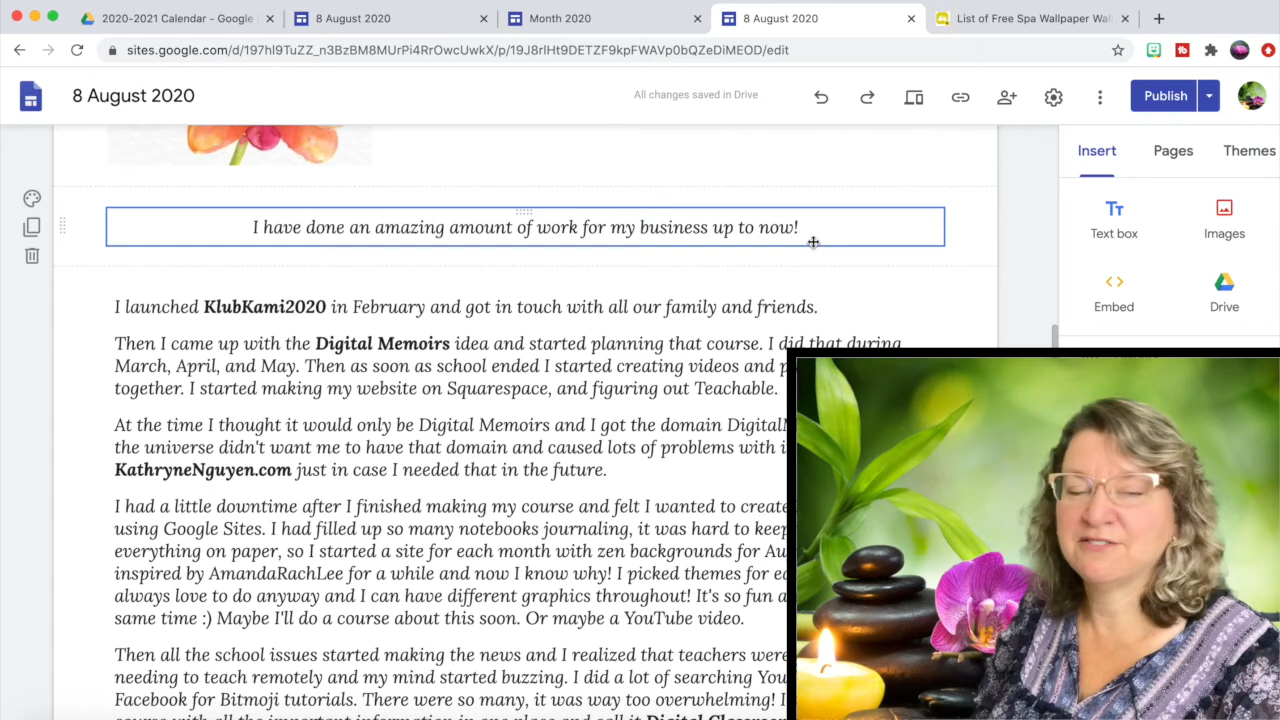 2020-2021 Calendar - Google
8 August 2020
Month 2020
8 August 2020
List of Free Spa Wallpaper Wal
sites.google.com/d/197hl9TuZZ_n3BzBM8MUrPi4RrOwcUwkX/p/19J8rlHt9DETZF9kpFWAVp0bQZeDiMEOD/edit
8 August 2020
All changes saved in Drive
Publish
Insert
Pages
Themes
Text box
Images
Embed
Drive
I have done an amazing amount of work for my business up to now!
I launched KlubKami2020 in February and got in touch with all our family and friends.
Then I came up with the Digital Memoirs idea and started planning that course. I did that during
March, April, and May. Then as soon as school ended I started creating videos and p
together. I started making my website on Squarespace, and figuring out Teachable.
At the time I thought it would only be Digital Memoirs and I got the domain Digital
the universe didn't want me to have that domain and caused lots of problems with i
KathryneNguyen.com just in case I needed that in the future.
I had a little downtime after I finished making my course and felt I wanted to create
using Google Sites. I had filled up so many notebooks journaling, it was hard to keep
everything on paper, so I started a site for each month with zen backgrounds for Au
inspired by AmandaRachLee for a while and now I know why! I picked themes for ea
always love to do anyway and I can have different graphics throughout! It's so fun a
same time :) Maybe I'll do a course about this soon. Or maybe a YouTube video.
Then all the school issues started making the news and I realized that teachers were
needing to teach remotely and my mind started buzzing. I did a lot of searching You
Facebook for Bitmoji tutorials. There were so many, it was way too overwhelming! I